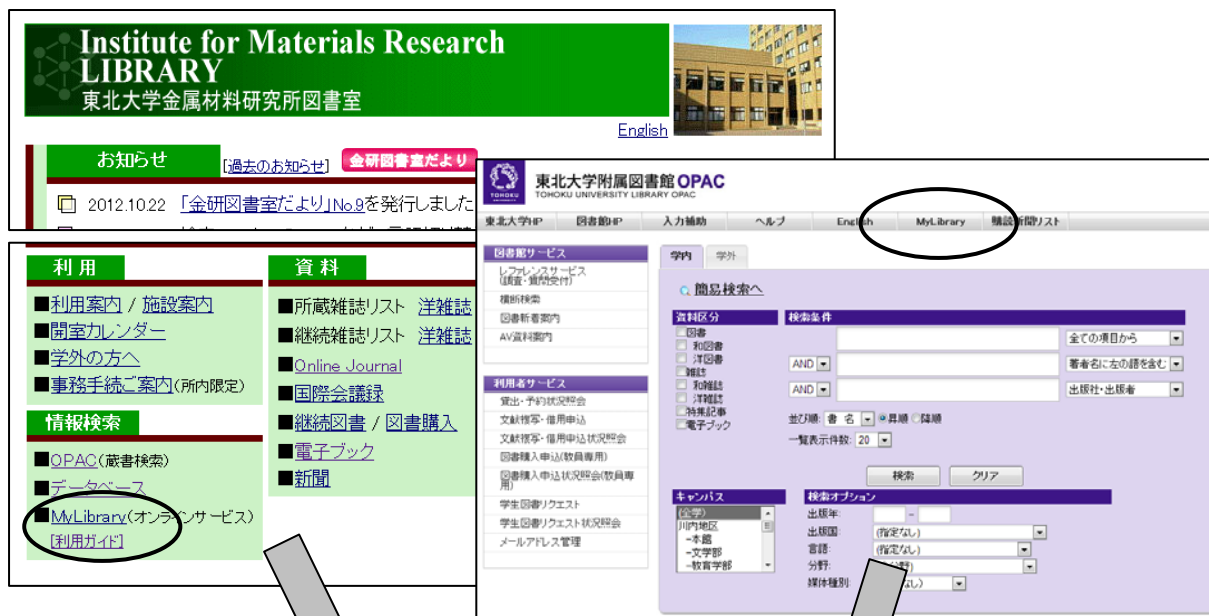 Institute for Materials Research
LIBRARY
東北大学金属材料研究所図書室
English
お知らせ [過去のお知らせ] 金研図書室だより
2012.10.22 「金研図書室だより」No.9を発行しました
利用
■利用案内 / 施設案内
■開室カレンダー
■学外の方へ
■事務手続ご案内(所内限定)
情報検索
■OPAC(蔵書検索)
■データベース
■MyLibrary(オンラインサービス)
[利用ガイド]
資料
■所蔵雑誌リスト 洋雑誌
■継続雑誌リスト 洋雑誌
■Online Journal
■国際会議録
■継続図書 / 図書購入
■電子ブック
■新聞
TOHOKU
東北大学附属図書館 OPAC
TOHOKU UNIVERSITY LIBRARY OPAC
東北大学HP 図書館HP 入力補助 ヘルプ English MyLibrary 購読新聞リスト
図書館サービス
レファレンスサービス
(調査・質問受付)
横断検索
図書新着案内
AV資料案内
利用者サービス
貸出・予約状況照会
文献複写・借用申込
文献複写・借用申込状況照会
図書購入申込(教員専用)
図書購入申込状況照会(教員専
用)
学生図書リクエスト
学生図書リクエスト状況照会
メールアドレス管理
学内 学外
簡易検索へ
資料区分
図書
和図書
洋図書
雑誌
和雑誌
洋雑誌
特集記事
電子ブック
検索条件
全ての項目から
AND 著者名に左の語を含む
AND 出版社・出版者
並び順: 書名 昇順 降順
一覧表示件数: 20
検索 クリア
キャンパス
(全学)
川内地区
-本館
-文学部
-教育学部
検索オプション
出版年: -
出版国: (指定なし)
言語: (指定なし)
分野:
媒体種別: